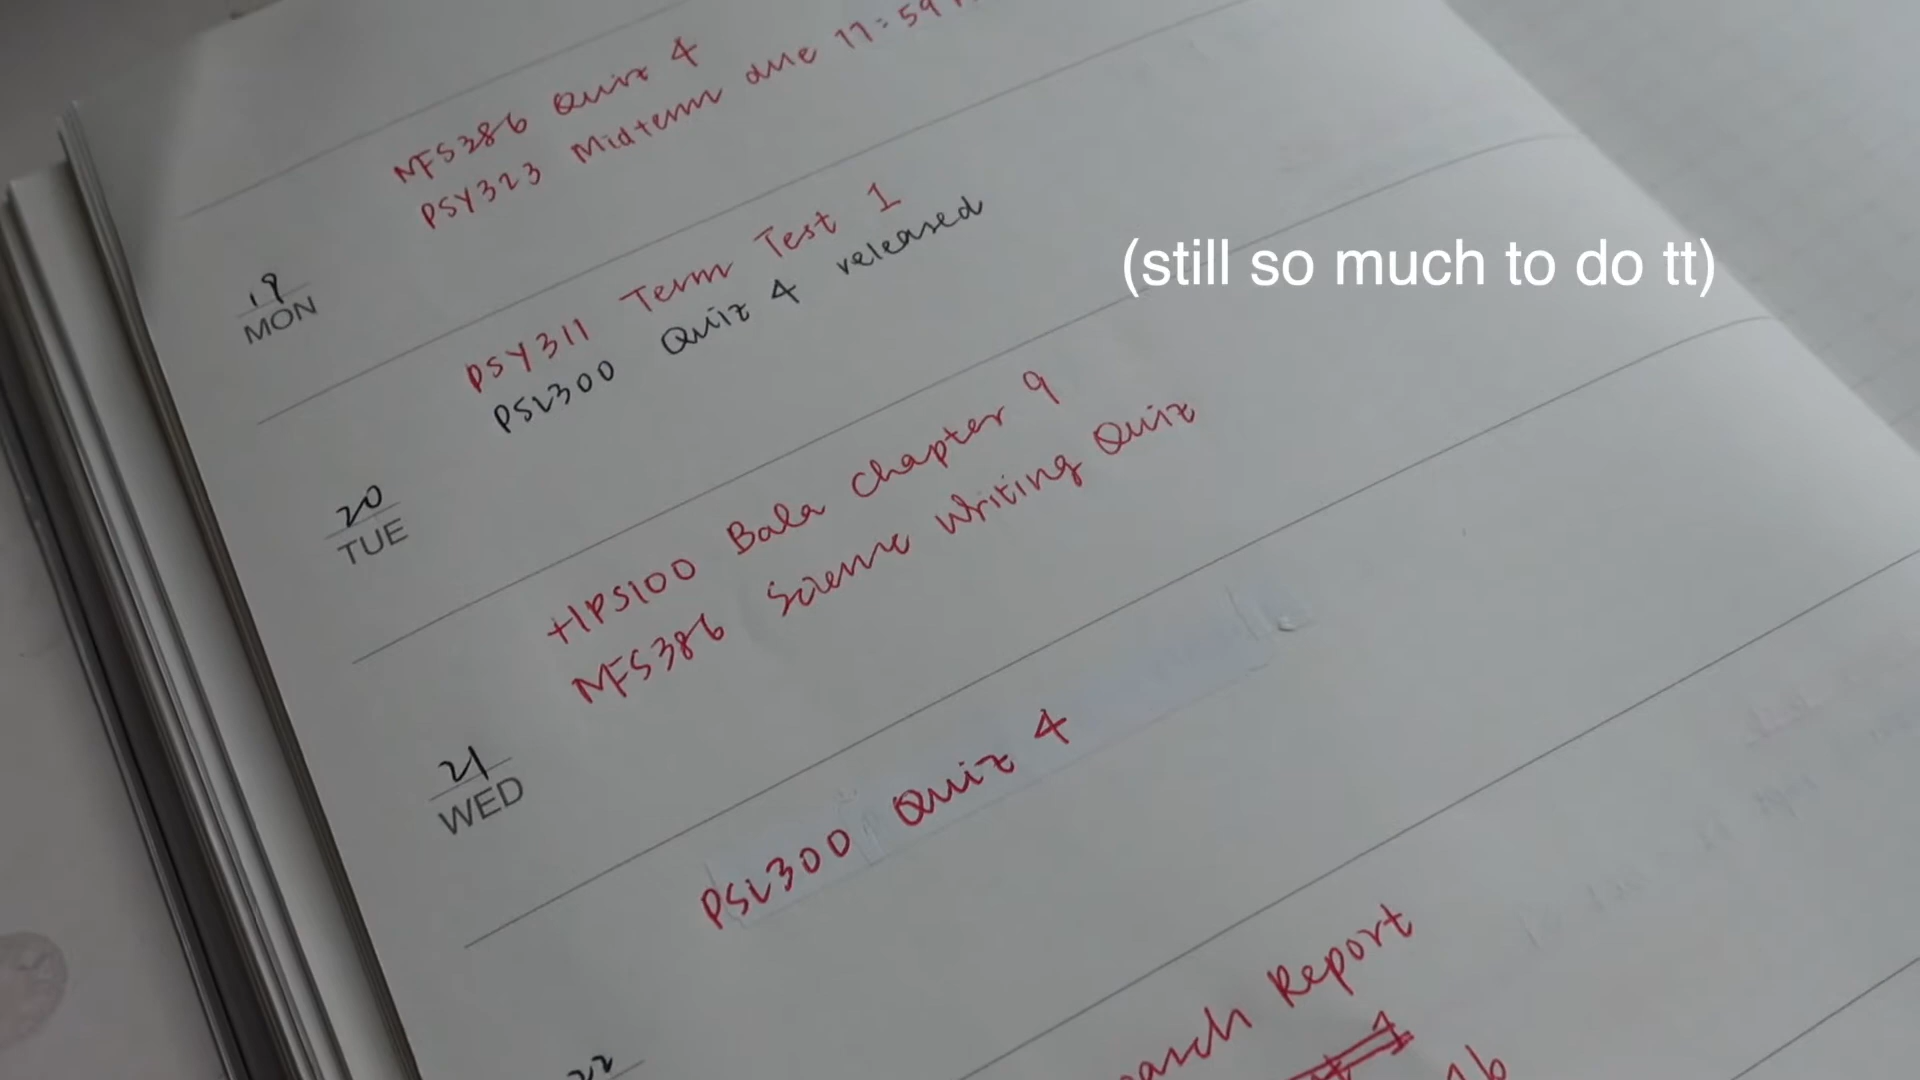 NFS386 Quiz 4
PSY323 Midterm due 11:59
19
MON
PSY311 Term Test 1
PSL300 Quiz 4 released
(still so much to do tt)
20
TUE
HPS100 Bala Chapter 9
NFS386 Science Writing Quiz
21
WED
PSL300 Quiz 4
Report
22